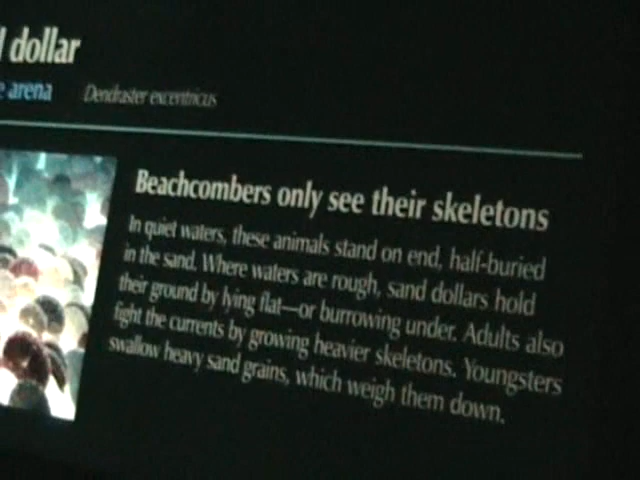 dollar
arena Dendraster excentricus
Beachcombers only see their skeletons
In quiet waters, these animals stand on end, half-buried
in the sand. Where waters are rough, sand dollars hold
their ground by lying flat—or burrowing under. Adults also
fight the currents by growing heavier skeletons. Youngsters
swallow heavy sand grains, which weigh them down.